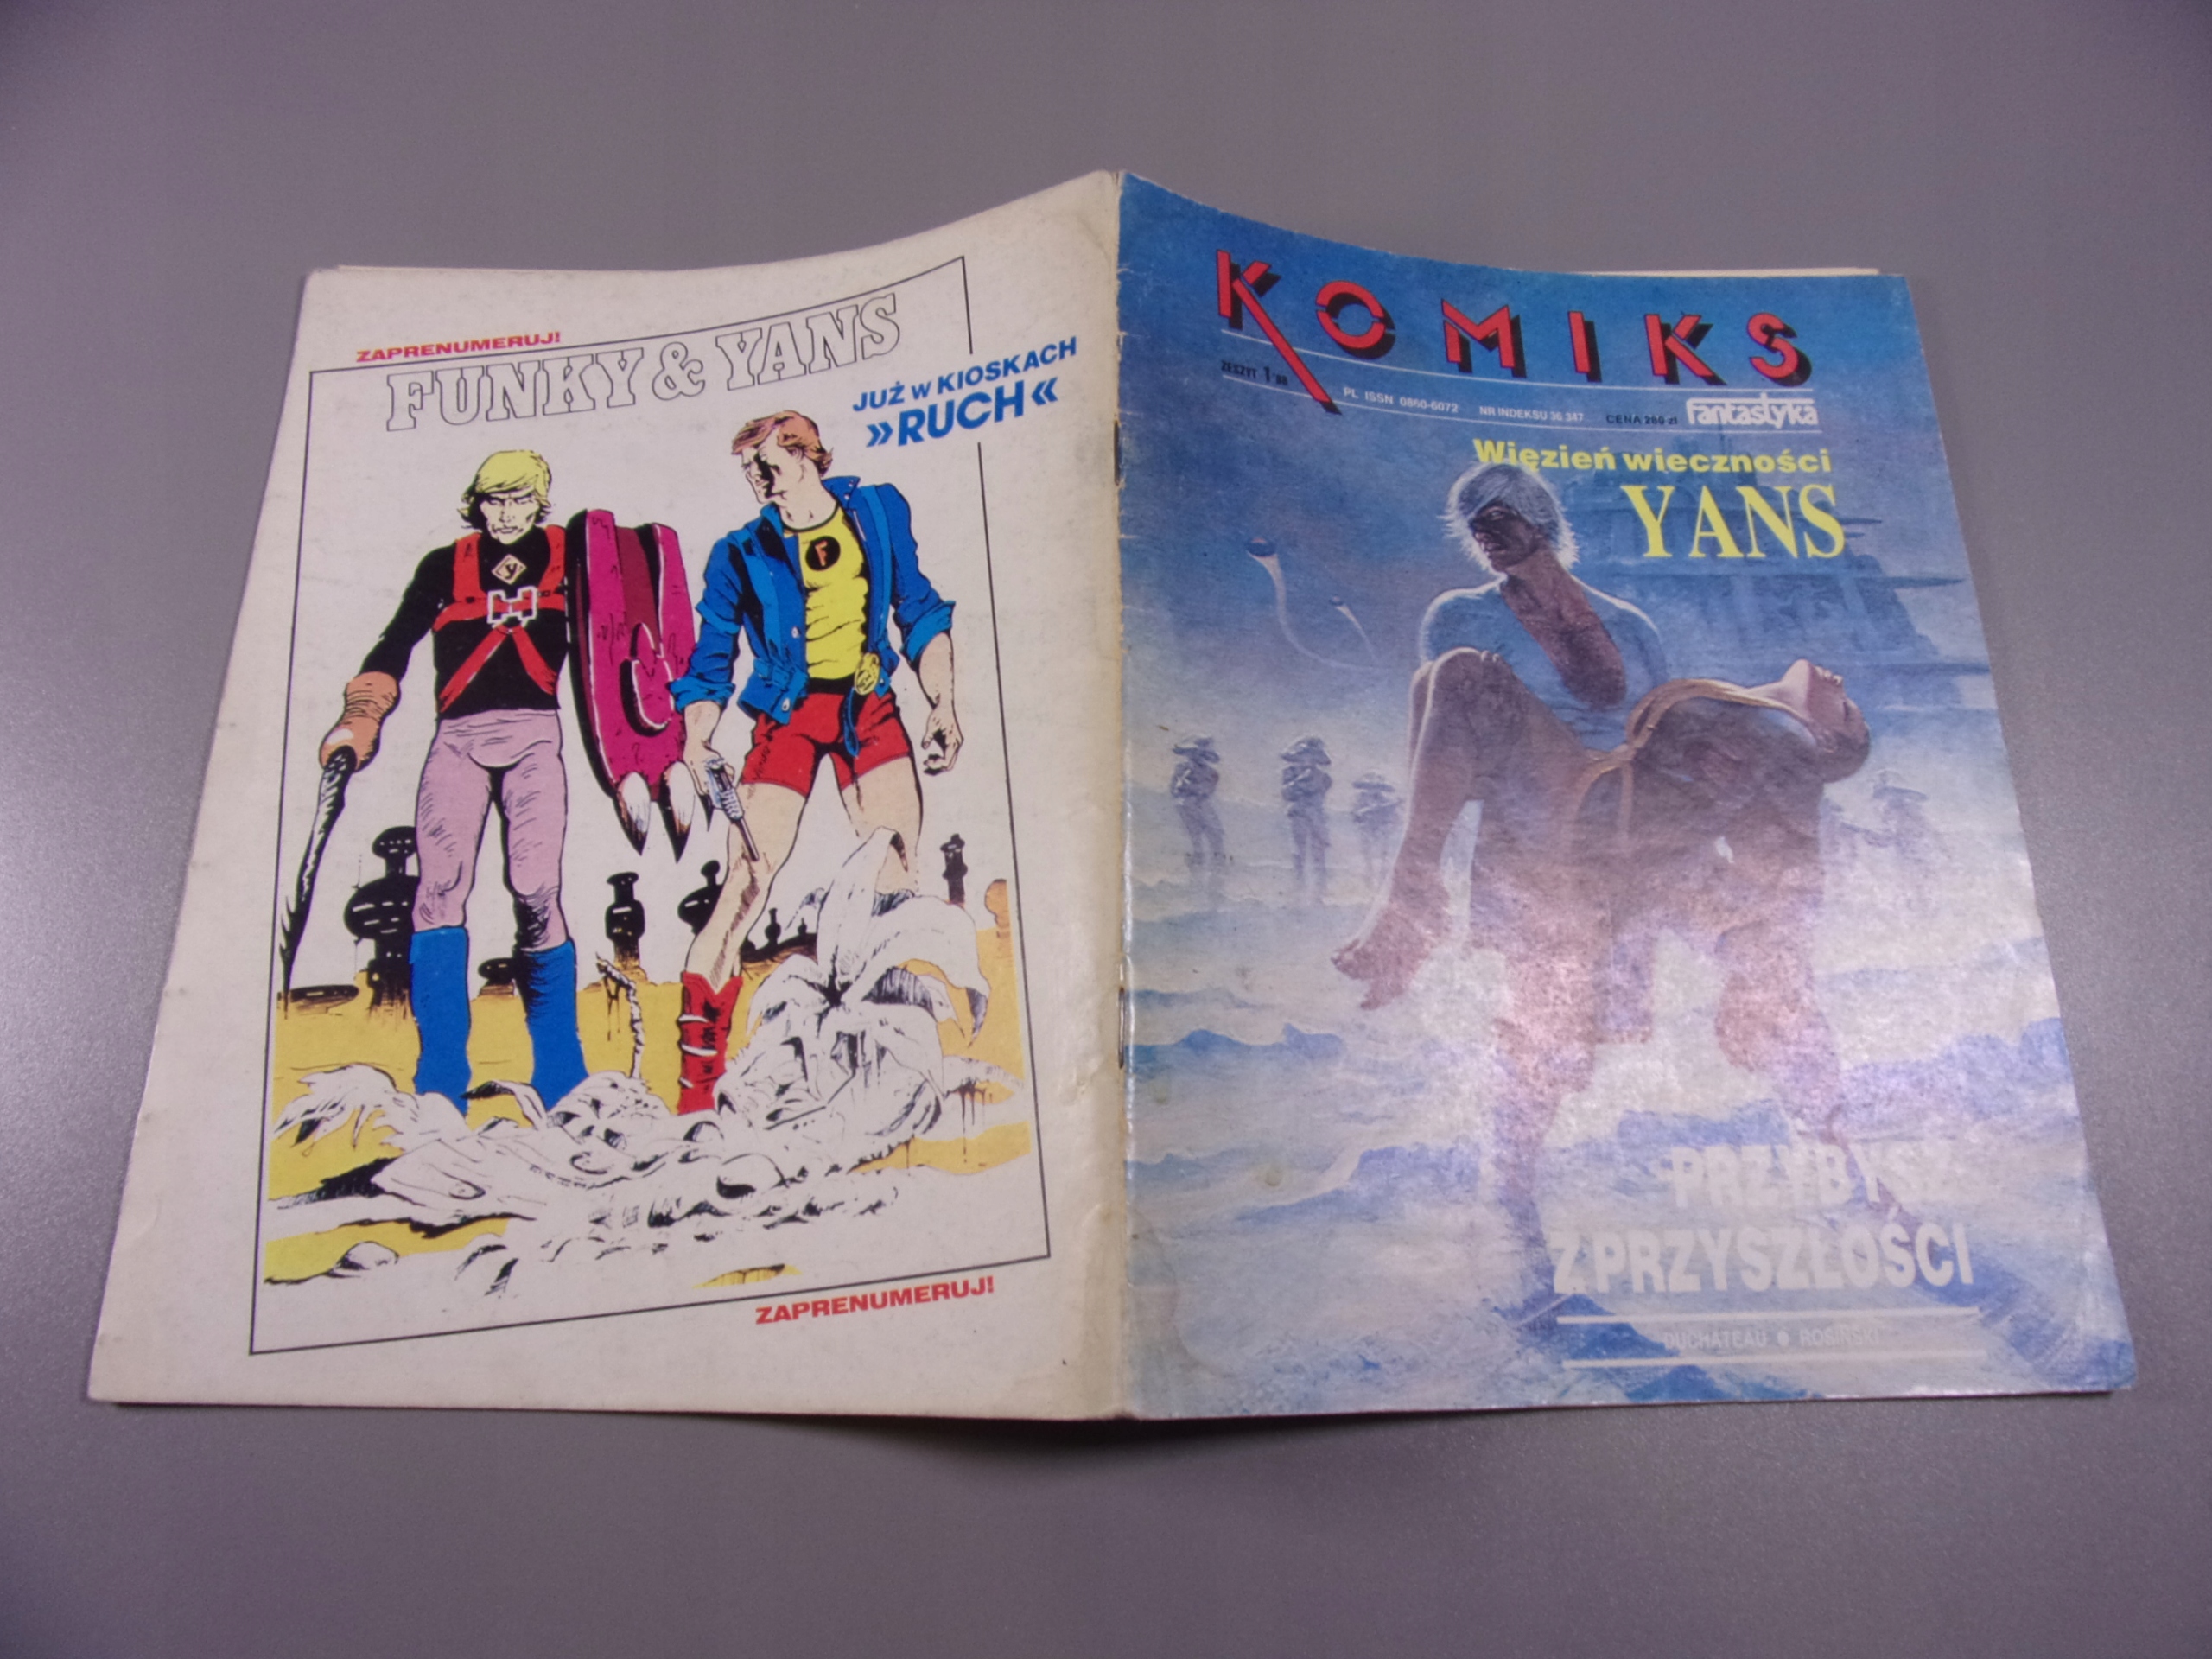 ZAPRENUMERUJ!
FUNKY & YANS
JUŻ w KIOSKACH
»RUCH«
y
F
ZAPRENUMERUJ!
KOMIKS
ZESZYT 1'88
PL ISSN 0860-6072
NR INDEKSU 36 347
CENA 280 zł
Fantastyka
Więzień wieczności
YANS
PRZYBYSZ
Z PRZYSZŁOŚCI
DUCHATEAU ● ROSIŃSKI